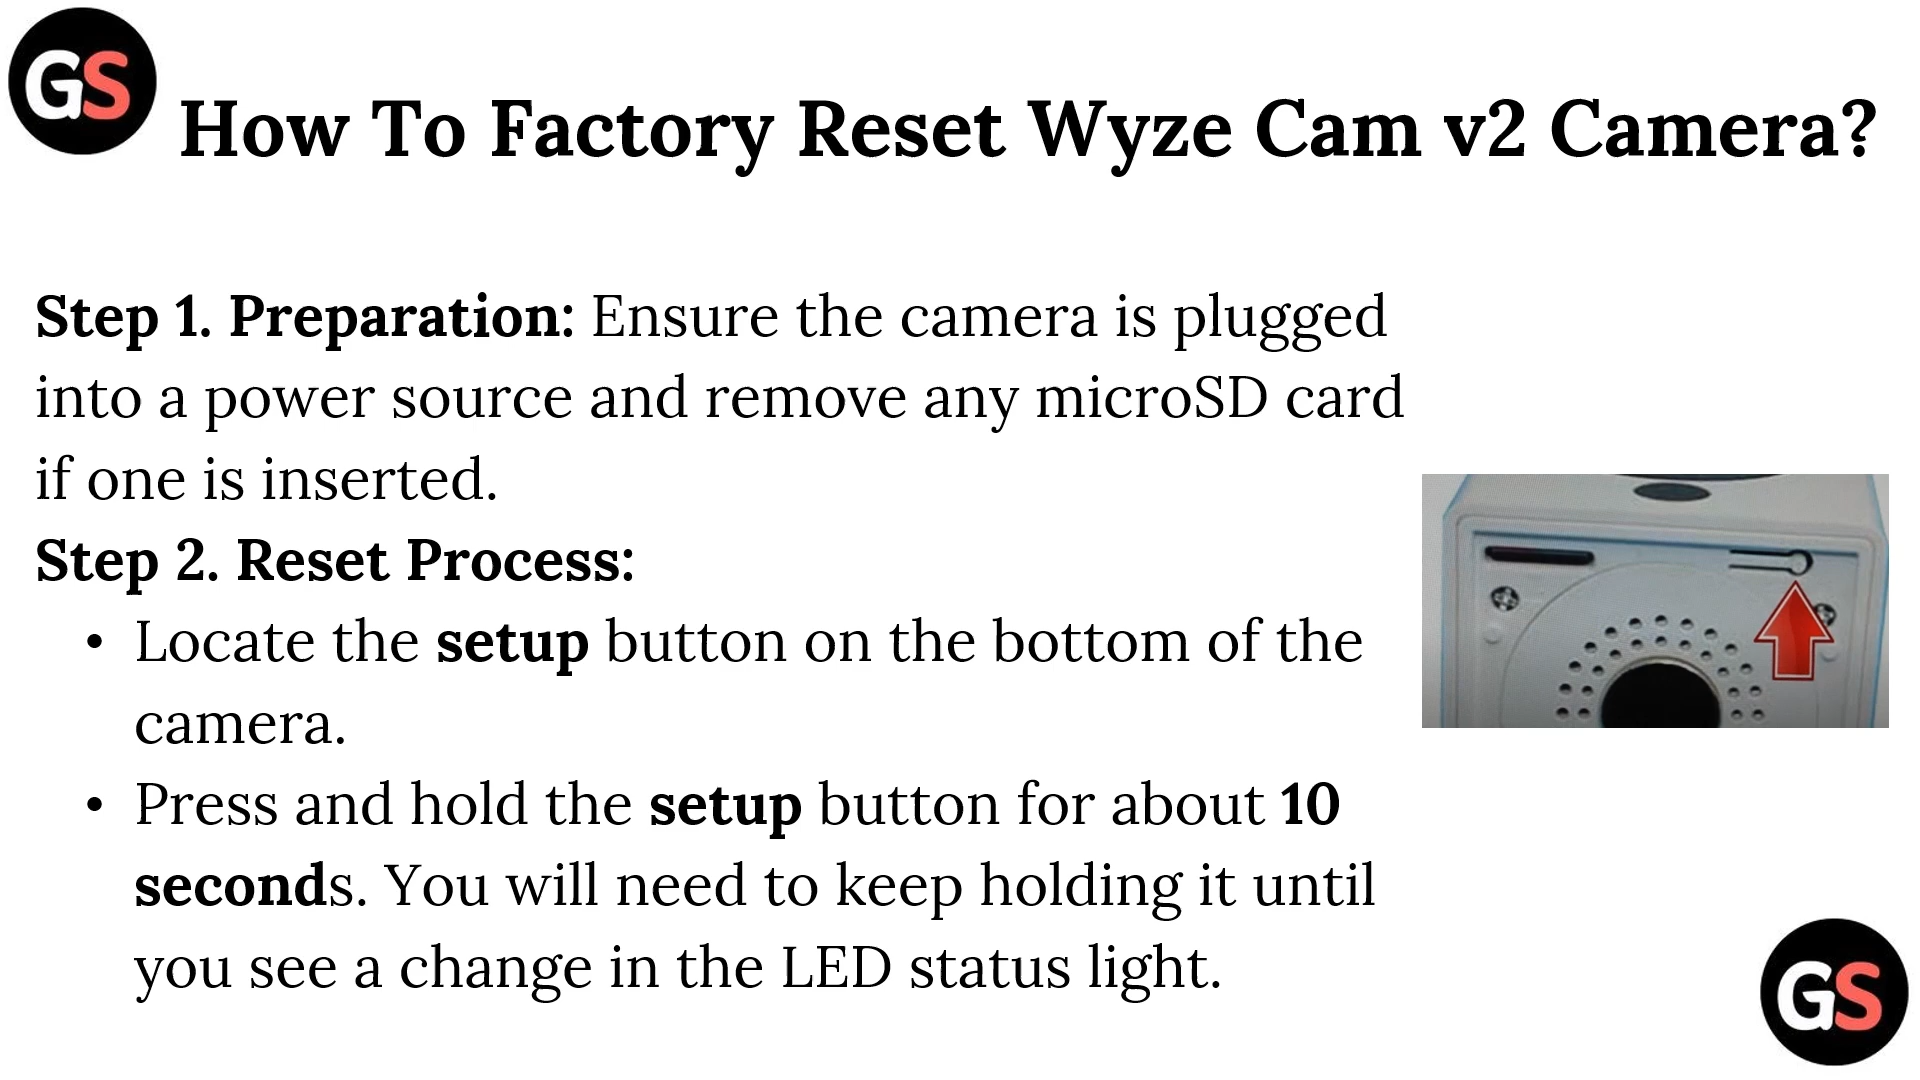 GS
How To Factory Reset Wyze Cam v2 Camera?
Step 1. Preparation: Ensure the camera is plugged
into a power source and remove any microSD card
if one is inserted.
Step 2. Reset Process:
• Locate the setup button on the bottom of the
camera.
• Press and hold the setup button for about 10
seconds. You will need to keep holding it until
you see a change in the LED status light.
GS